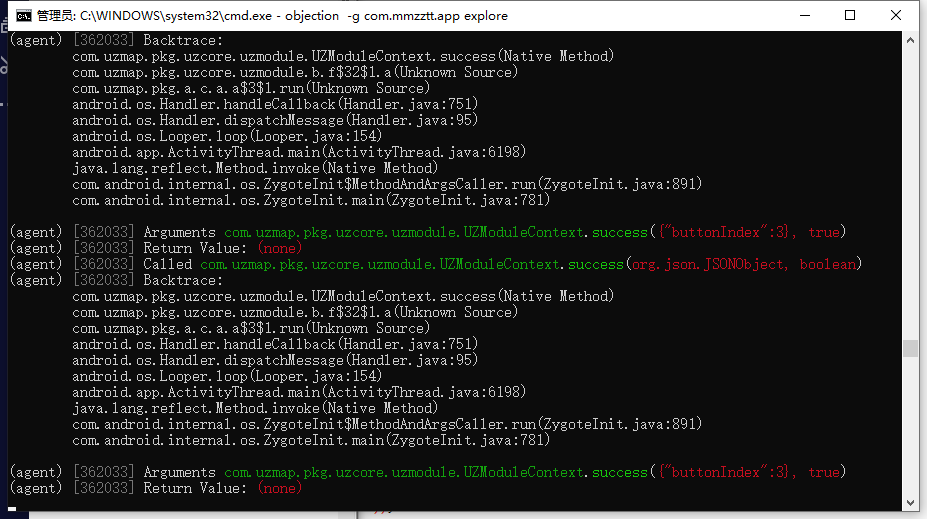 管理员: C:\WINDOWS\system32\cmd.exe - objection  -g com.mmzztt.app explore
(agent) [362033] Backtrace:
com.uzmap.pkg.uzcore.uzmodule.UZModuleContext.success(Native Method)
com.uzmap.pkg.uzcore.uzmodule.b.f$32$1.a(Unknown Source)
com.uzmap.pkg.a.c.a.a$3$1.run(Unknown Source)
android.os.Handler.handleCallback(Handler.java:751)
android.os.Handler.dispatchMessage(Handler.java:95)
android.os.Looper.loop(Looper.java:154)
android.app.ActivityThread.main(ActivityThread.java:6198)
java.lang.reflect.Method.invoke(Native Method)
com.android.internal.os.ZygoteInit$MethodAndArgsCaller.run(ZygoteInit.java:891)
com.android.internal.os.ZygoteInit.main(ZygoteInit.java:781)
(agent) [362033] Arguments com.uzmap.pkg.uzcore.uzmodule.UZModuleContext.success({"buttonIndex":3}, true)
(agent) [362033] Return Value: (none)
(agent) [362033] Called com.uzmap.pkg.uzcore.uzmodule.UZModuleContext.success(org.json.JSONObject, boolean)
(agent) [362033] Backtrace:
com.uzmap.pkg.uzcore.uzmodule.UZModuleContext.success(Native Method)
com.uzmap.pkg.uzcore.uzmodule.b.f$32$1.a(Unknown Source)
com.uzmap.pkg.a.c.a.a$3$1.run(Unknown Source)
android.os.Handler.handleCallback(Handler.java:751)
android.os.Handler.dispatchMessage(Handler.java:95)
android.os.Looper.loop(Looper.java:154)
android.app.ActivityThread.main(ActivityThread.java:6198)
java.lang.reflect.Method.invoke(Native Method)
com.android.internal.os.ZygoteInit$MethodAndArgsCaller.run(ZygoteInit.java:891)
com.android.internal.os.ZygoteInit.main(ZygoteInit.java:781)
(agent) [362033] Arguments com.uzmap.pkg.uzcore.uzmodule.UZModuleContext.success({"buttonIndex":3}, true)
(agent) [362033] Return Value: (none)